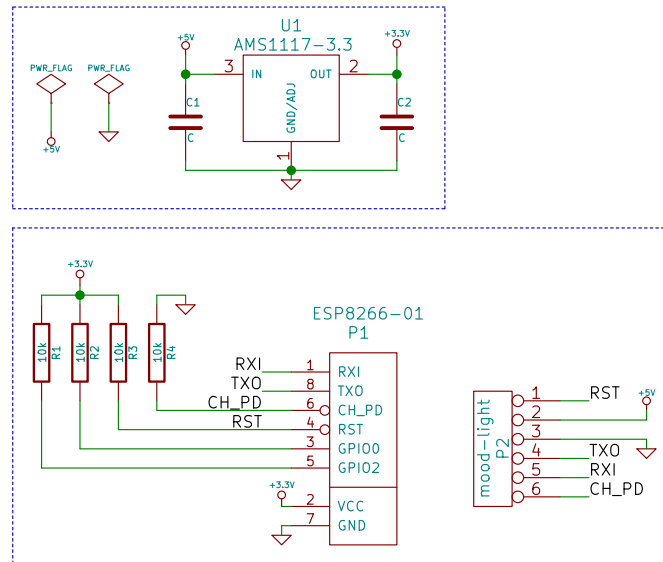 U1
AMS1117-3.3
+5V
+3.3V
3
IN
OUT
2
PWR_FLAG
PWR_FLAG
C1
C
GND/ADJ
1
C2
C
+5V
+3.3V
10k
R1
10k
R2
10k
R3
10k
R4
ESP8266-01
P1
RXI
1
RXI
TXO
8
TXO
CH_PD
6
CH_PD
RST
4
RST
3
GPIO0
5
GPIO2
+3.3V
2
VCC
7
GND
mood-light
P2
1
RST
2
+5V
3
4
TXO
5
RXI
6
CH_PD